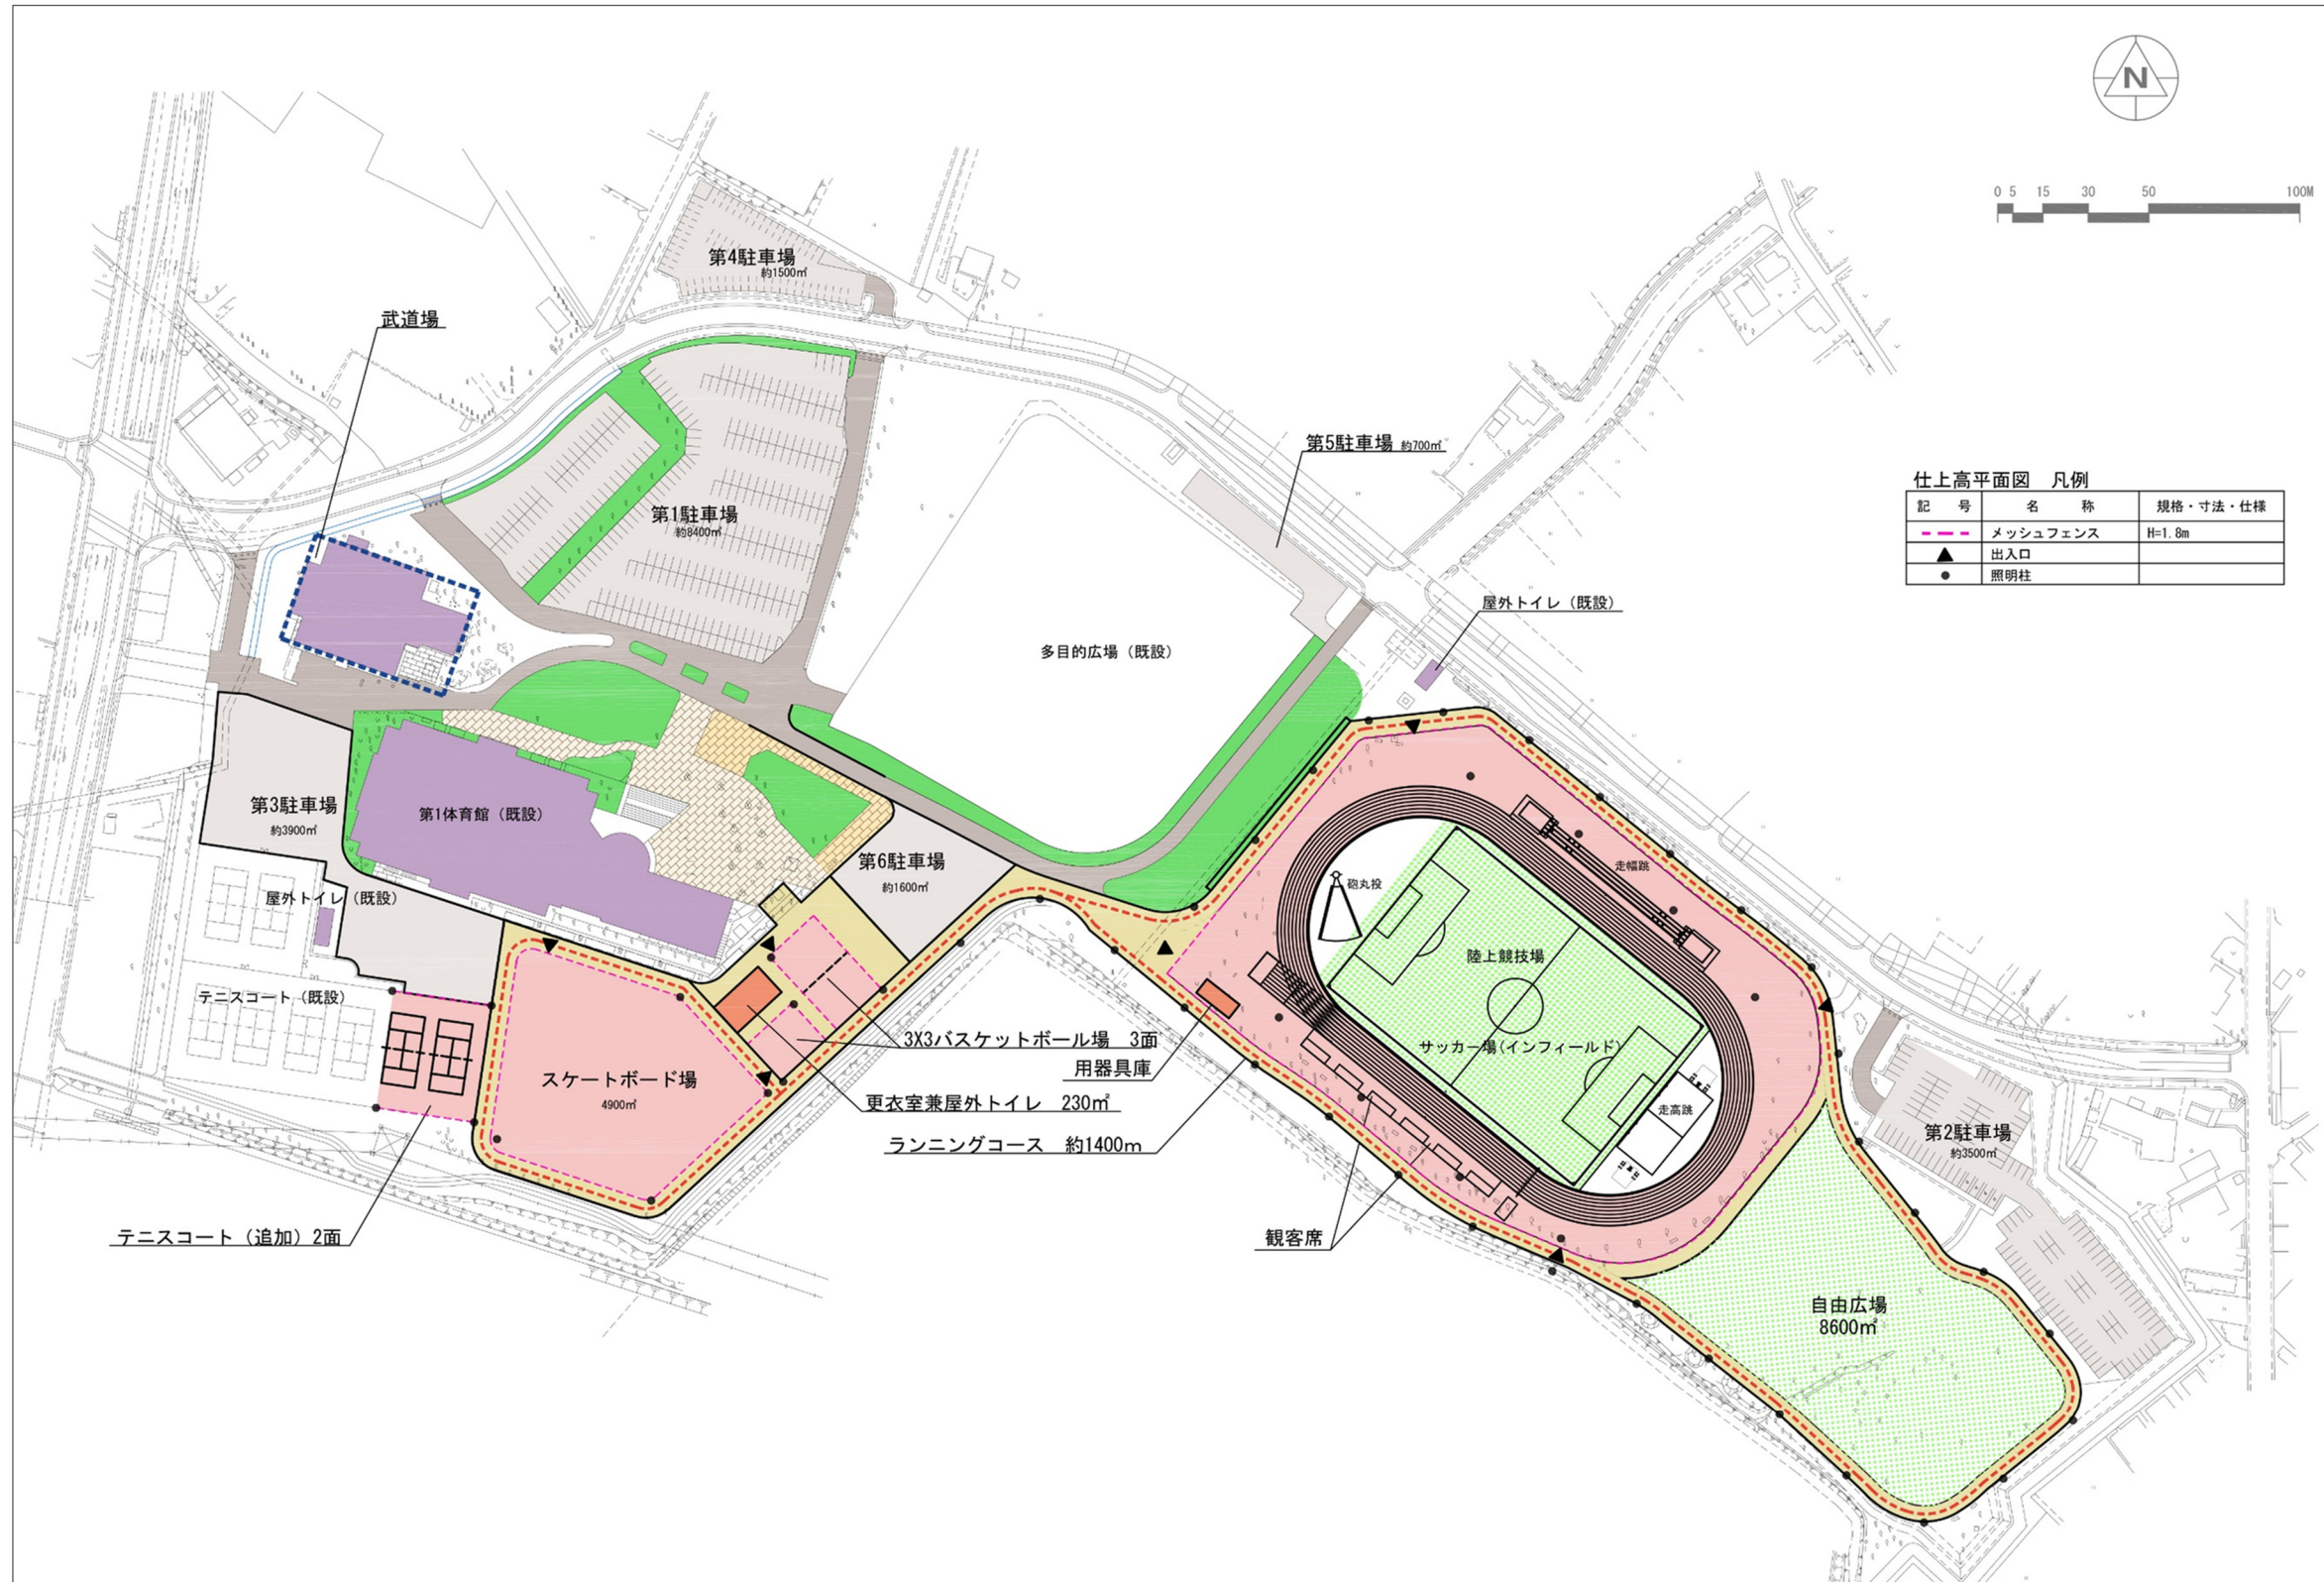 N
0 5 15 30 50 100M
第4駐車場
約1500㎡
武道場
第5駐車場 約700㎡
仕上高平面図 凡例
記 号 名 称 規格・寸法・仕様
メッシュフェンス H=1.8m
出入口
照明柱
第1駐車場
約8400㎡
屋外トイレ（既設）
多目的広場（既設）
第3駐車場
約3900㎡
第1体育館（既設）
第6駐車場
約1600㎡
走幅跳
砲丸投
屋外トイレ（既設）
陸上競技場
テニスコート（既設）
3X3バスケットボール場 3面
サッカー場(インフィールド)
用器具庫
スケートボード場
4900㎡
更衣室兼屋外トイレ 230㎡
走高跳
ランニングコース 約1400m
第2駐車場
約3500㎡
テニスコート（追加）2面
観客席
自由広場
8600㎡